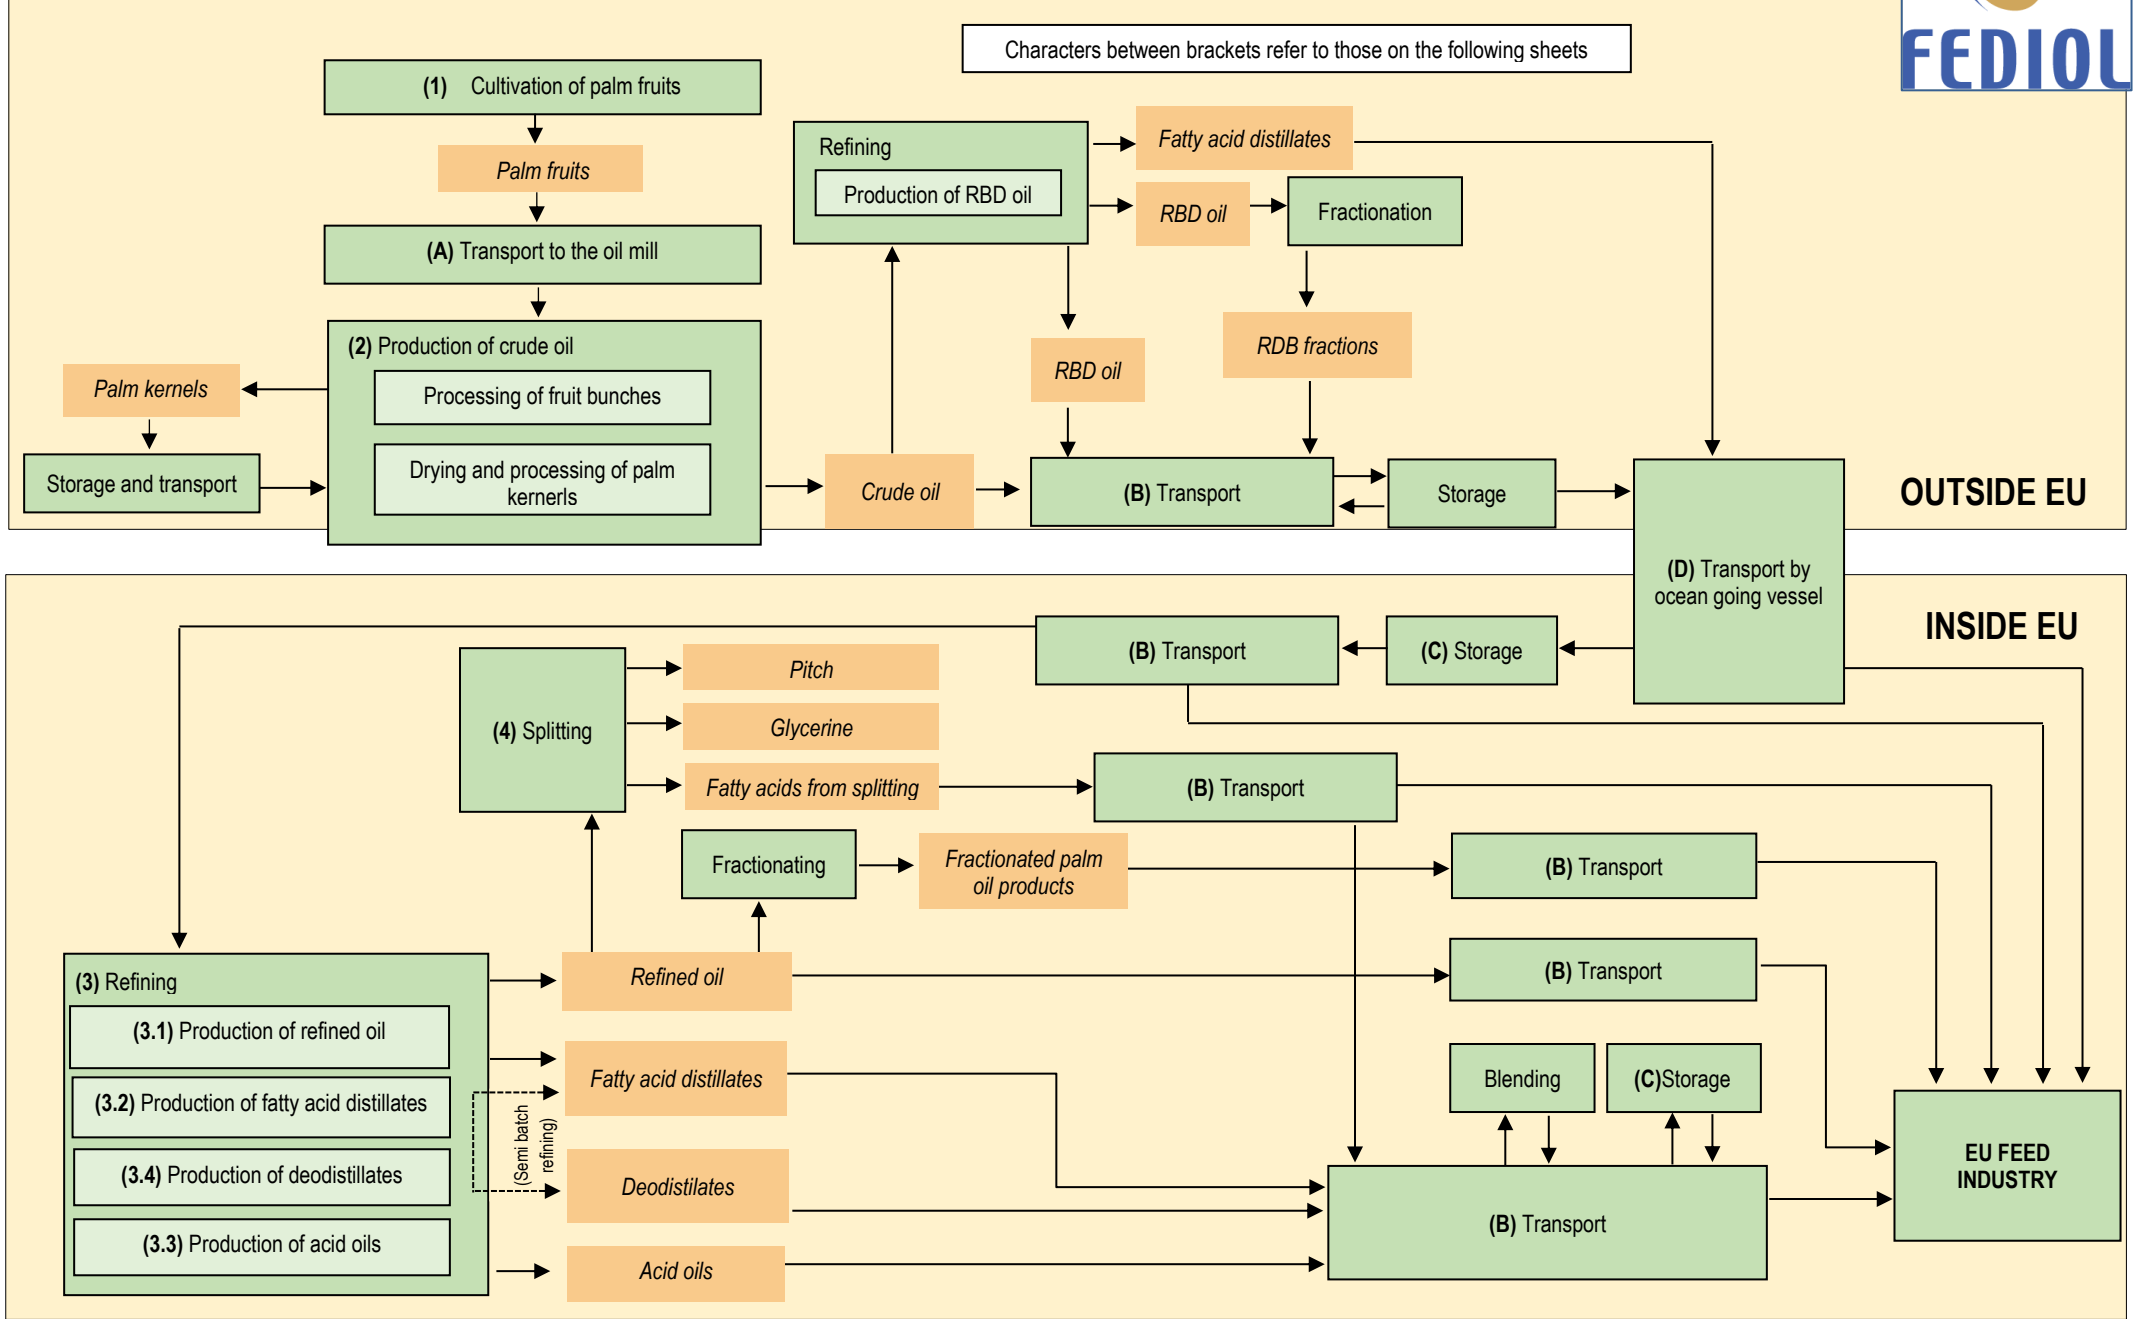 FEDIOL
Characters between brackets refer to those on the following sheets
(1) Cultivation of palm fruits
Palm fruits
(A) Transport to the oil mill
(2) Production of crude oil
Processing of fruit bunches
Drying and processing of palm
kernerls
Palm kernels
Storage and transport
Crude oil
Refining
Production of RBD oil
Fatty acid distillates
RBD oil
Fractionation
RBD oil
RDB fractions
(B) Transport
Storage
OUTSIDE EU
(D) Transport by
ocean going vessel
INSIDE EU
(C) Storage
(B) Transport
(4) Splitting
Pitch
Glycerine
Fatty acids from splitting
(B) Transport
Fractionating
Fractionated palm
oil products
(B) Transport
(3) Refining
(3.1) Production of refined oil
(3.2) Production of fatty acid distillates
(3.4) Production of deodistillates
(3.3) Production of acid oils
Refined oil
(B) Transport
Fatty acid distillates
(Semi batch
refining)
Deodistilates
Acid oils
Blending
(C)Storage
(B) Transport
EU FEED
INDUSTRY